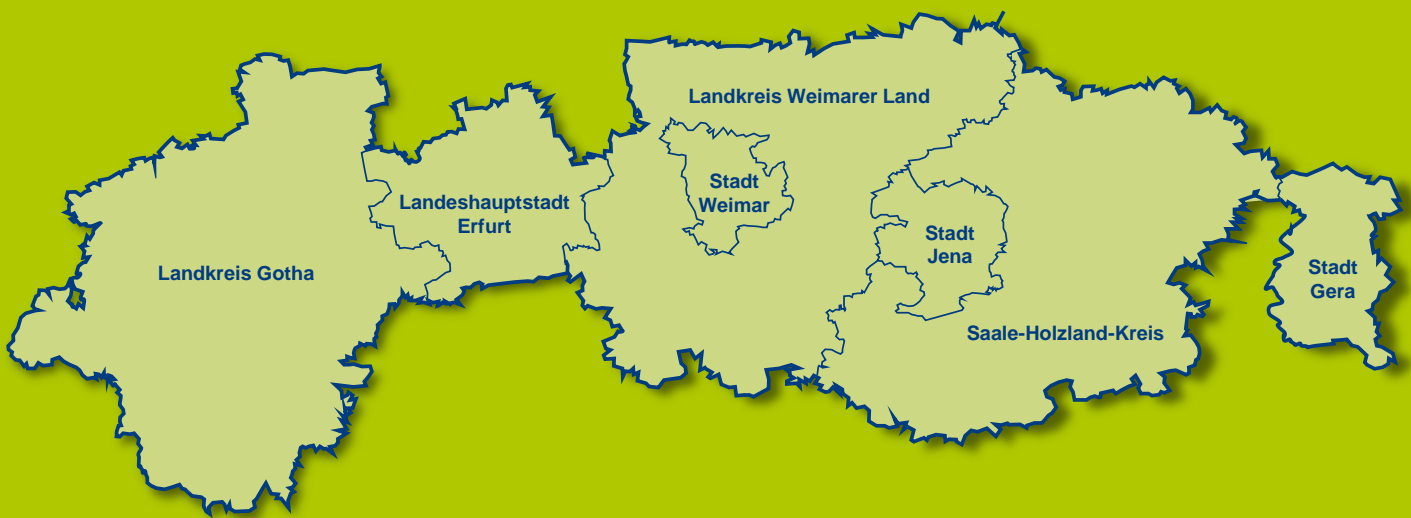 Landkreis Weimarer Land
Stadt
Weimar
Landeshauptstadt
Erfurt
Stadt
Jena
Landkreis Gotha
Stadt
Gera
Saale-Holzland-Kreis